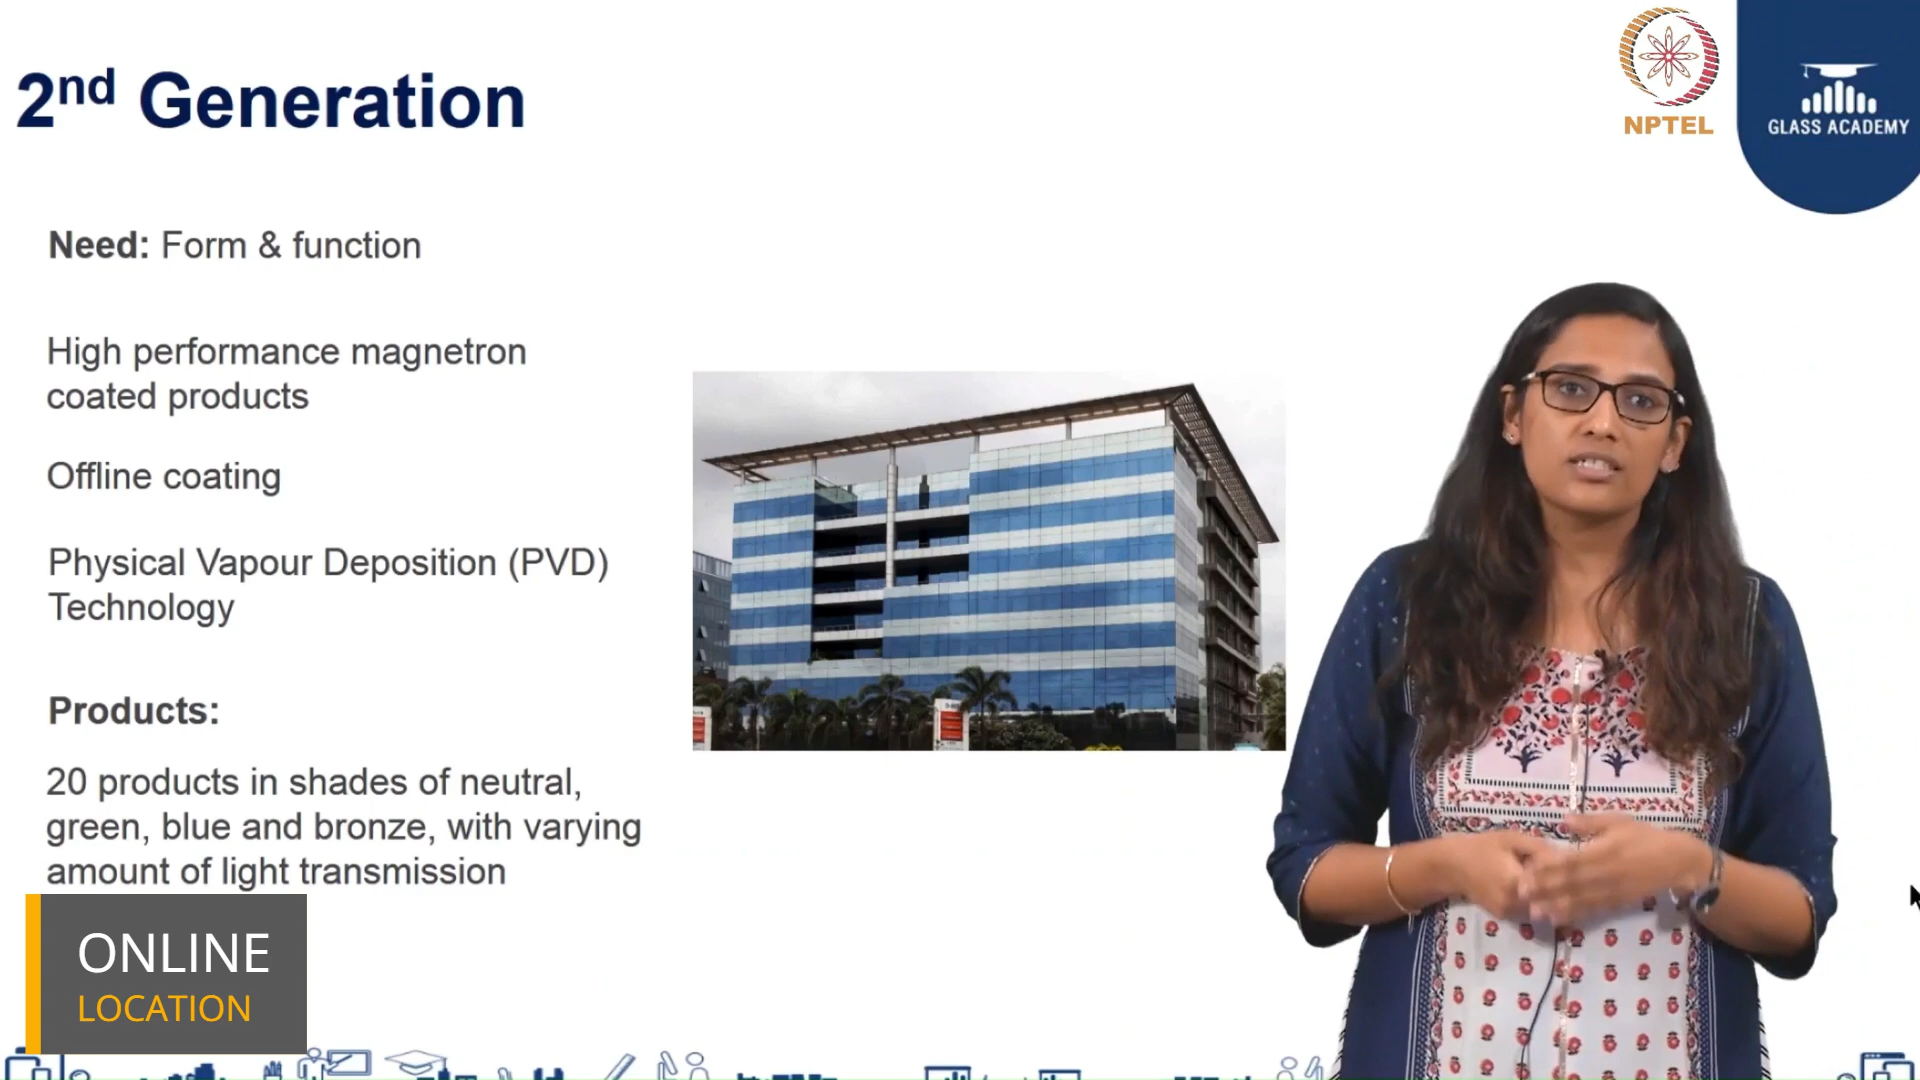 2nd Generation
NPTEL
GLASS ACADEMY
Need: Form & function
High performance magnetron
coated products
Offline coating
Physical Vapour Deposition (PVD)
Technology
Products:
20 products in shades of neutral,
green, blue and bronze, with varying
amount of light transmission
ONLINE
LOCATION